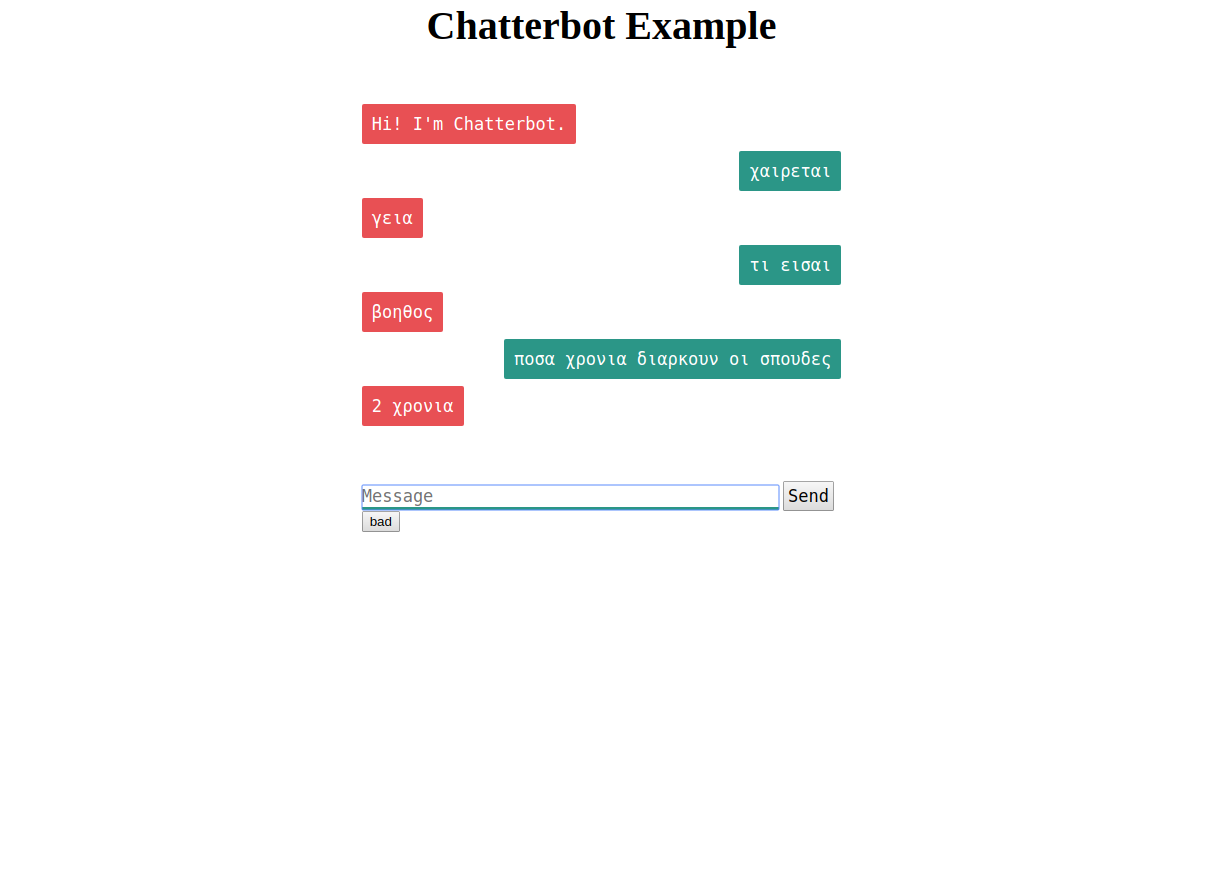 Chatterbot Example
Hi! I'm Chatterbot.
χαιρεται
γεια
τι εισαι
βοηθος
ποσα χρονια διαρκουν οι σπουδες
2 χρονια
Message
Send
bad